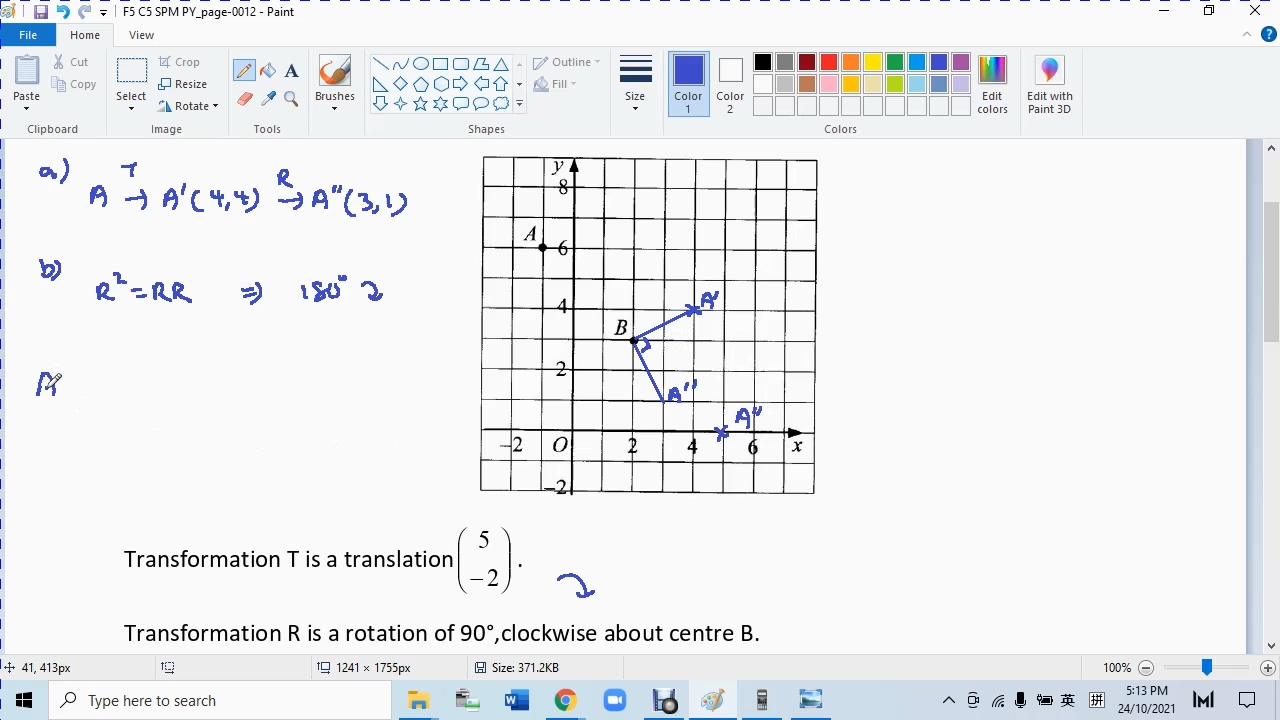 F5 C5 SPM PY_page-0012 - Paint
File Home View
Paste Cut Copy Clipboard
Select Crop Resize Rotate Image
A Tools
Brushes
Outline Fill Shapes
Size
Color 1 Color 2
Edit colors Colors
Edit with Paint 3D
a) A →T A'(4,4) →R A''(3,1)
b) R² = RR ⇒ 180°
A
y
8
A 6
4 A'
B
2
A''
A''
-2 O 2 4 6 x
-2
Transformation T is a translation (5 -2).
Transformation R is a rotation of 90°,clockwise about centre B.
41, 413px 1241 × 1755px Size: 371.2KB 100%
Type here to search
英 拼 5:13 PM
24/10/2021